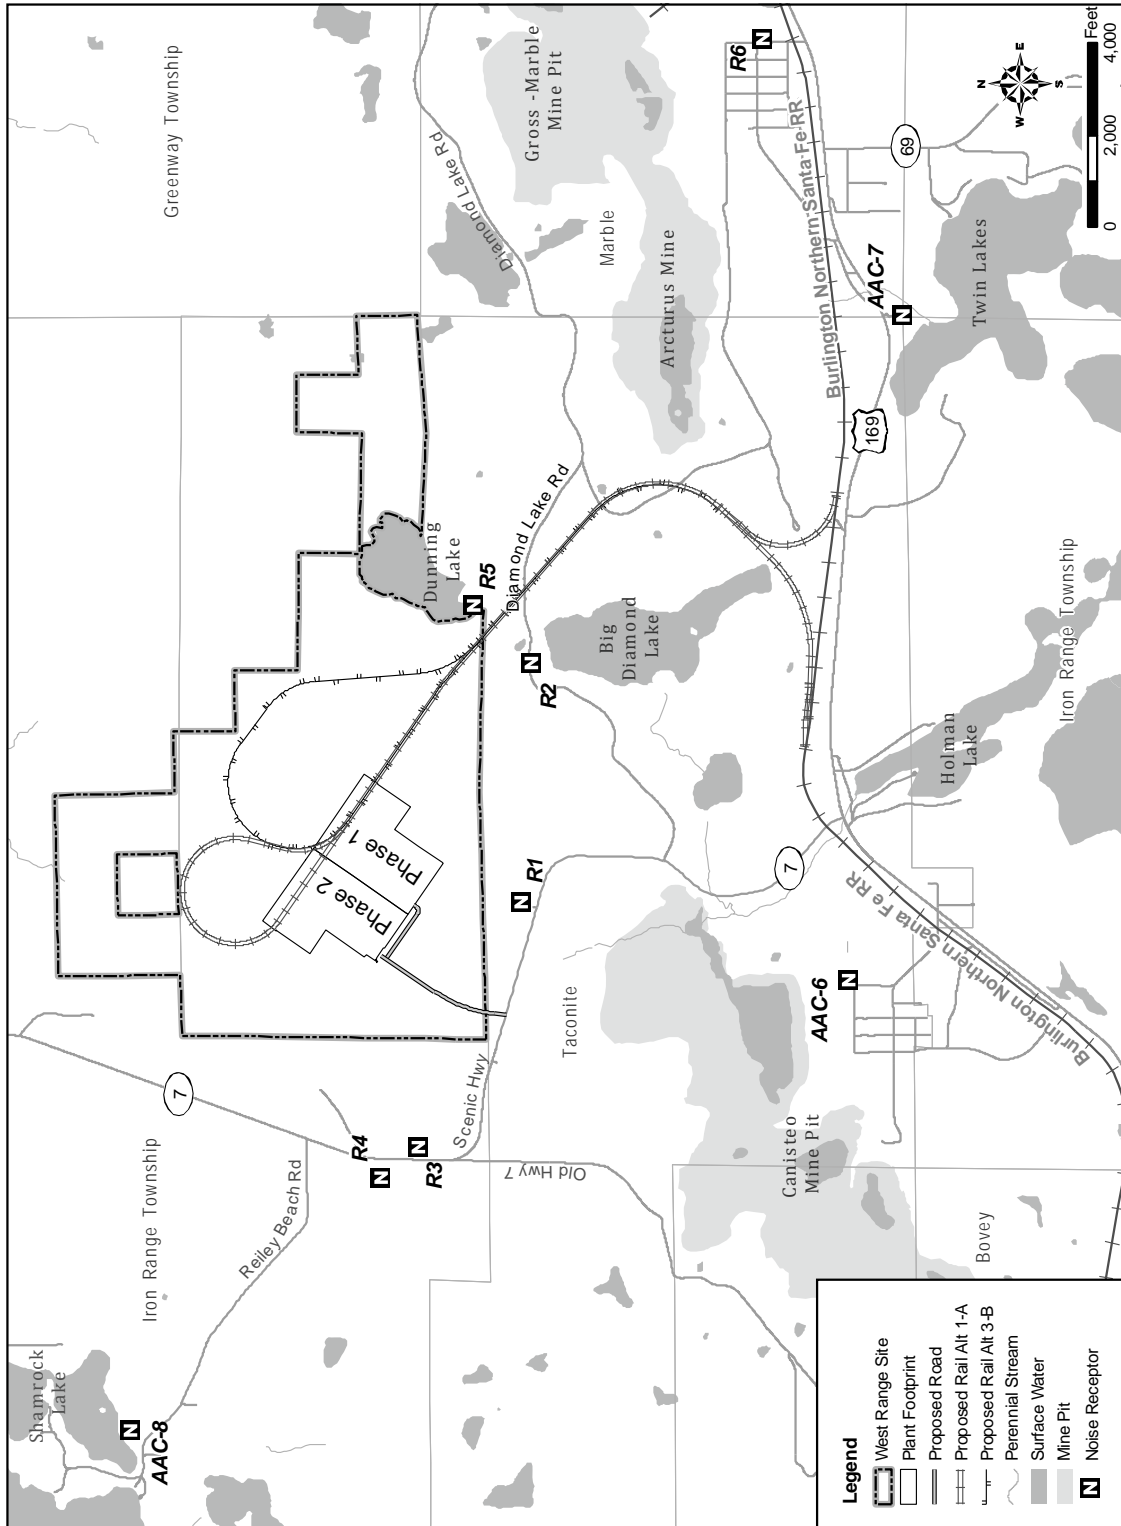 Shamrock
Lake
AAC-8
Iron Range Township
Reiley Beach Rd
7
Greenway Township
R4
R3
Scenic Hwy
Old Hwy 7
Phase 2
Phase 1
Dunning
Lake
R5
Diamond Lake Rd
Diamond Lake Rd
Gross -Marble
Mine Pit
Marble
Arcturus Mine
R1
R2
Taconite
Big
Diamond
Lake
R6
Burlington Northern Santa Fe RR
69
AAC-7
Twin Lakes
169
7
AAC-6
Canisteo
Mine Pit
Bovey
Burlington Northern Santa Fe RR
Holman
Lake
Iron Range Township
N
N
N
N
N
N
N
N
N
N
E
S
W
0 2,000 4,000
Feet
Legend
West Range Site
Plant Footprint
Proposed Road
Proposed Rail Alt 1-A
Proposed Rail Alt 3-B
Perennial Stream
Surface Water
Mine Pit
N Noise Receptor